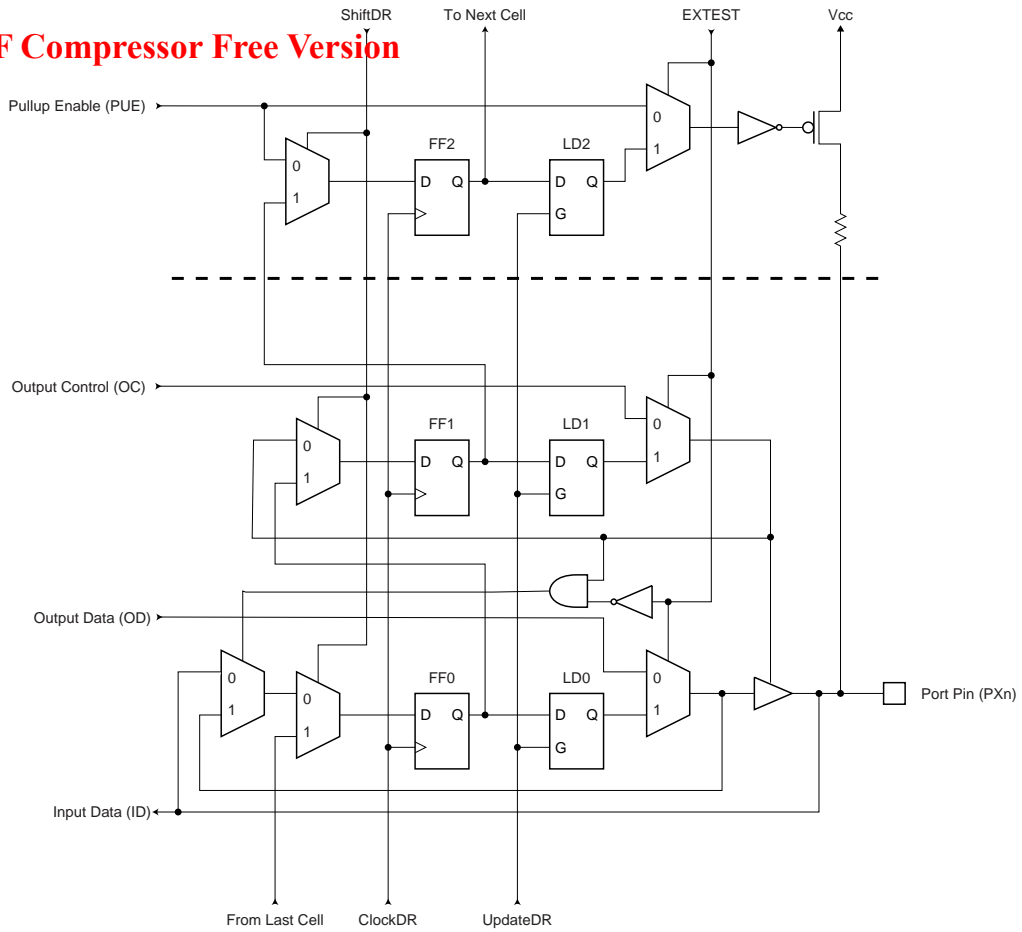 ShiftDR To Next Cell EXTEST Vcc
F Compressor Free Version
Pullup Enable (PUE)
0
1
FF2
D Q
LD2
D Q
G
0
1
Output Control (OC)
0
1
FF1
D Q
LD1
D Q
G
0
1
Output Data (OD)
0
1
0
1
FF0
D Q
LD0
D Q
G
0
1
Port Pin (PXn)
Input Data (ID)
From Last Cell ClockDR UpdateDR